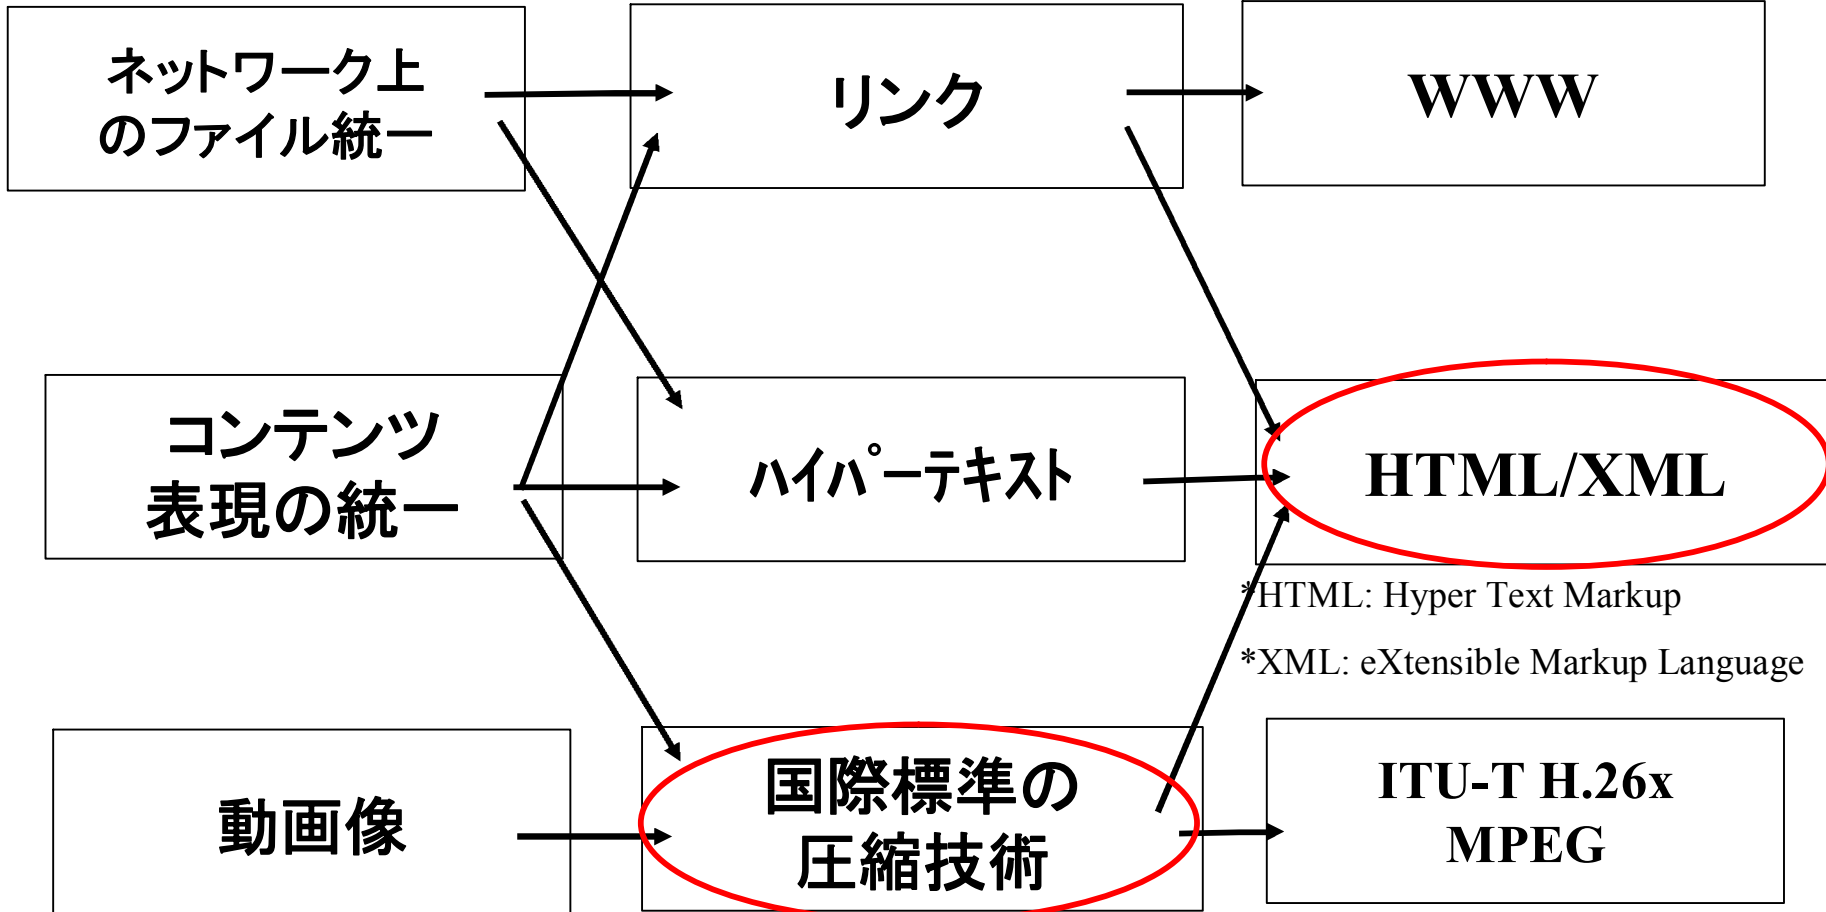 ネットワーク上
のファイル統一
リンク
WWW
コンテンツ
表現の統一
ハイパーテキスト
HTML/XML
*HTML: Hyper Text Markup
*XML: eXtensible Markup Language
動画像
国際標準の
圧縮技術
ITU-T H.26x
MPEG